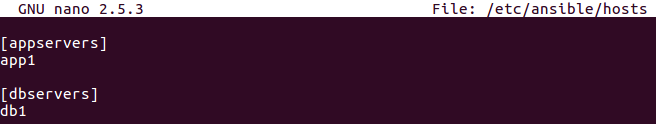 GNU nano 2.5.3 File: /etc/ansible/hosts
[appservers]
app1
[dbservers]
db1